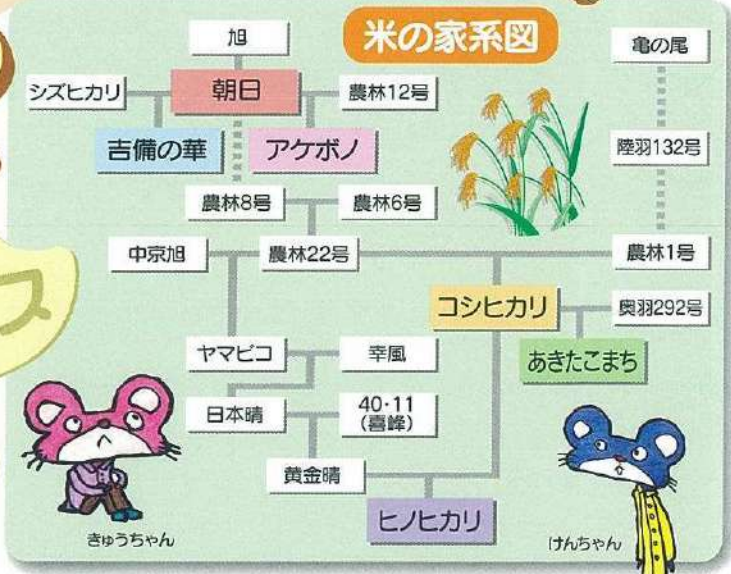 米の家系図
旭
亀の尾
シズヒカリ
朝日
農林12号
吉備の華
アケボノ
陸羽132号
農林8号
農林6号
中京旭
農林22号
農林1号
コシヒカリ
奥羽292号
ヤマビコ
幸風
あきたこまち
日本晴
40·11
(喜峰)
黄金晴
ヒノヒカリ
きゅうちゃん
けんちゃん
ス